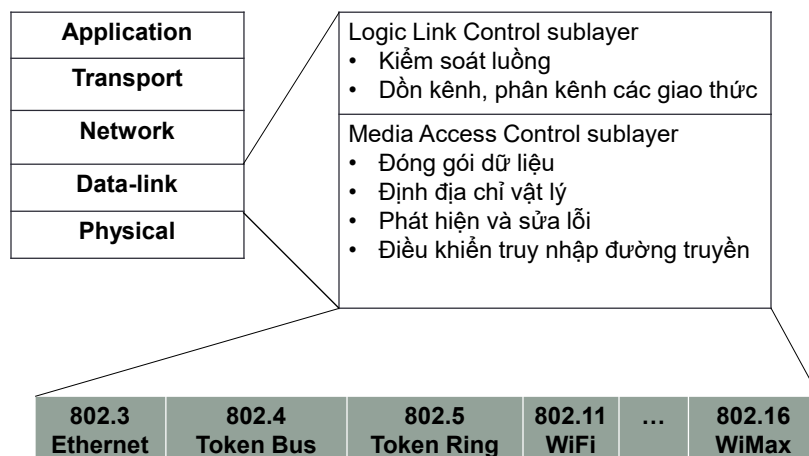 Application
Transport
Network
Data-link
Physical
Logic Link Control sublayer
• Kiểm soát luồng
• Dồn kênh, phân kênh các giao thức
Media Access Control sublayer
• Đóng gói dữ liệu
• Định địa chỉ vật lý
• Phát hiện và sửa lỗi
• Điều khiển truy nhập đường truyền
802.3 802.4 802.5 802.11 … 802.16
Ethernet Token Bus Token Ring WiFi WiMax